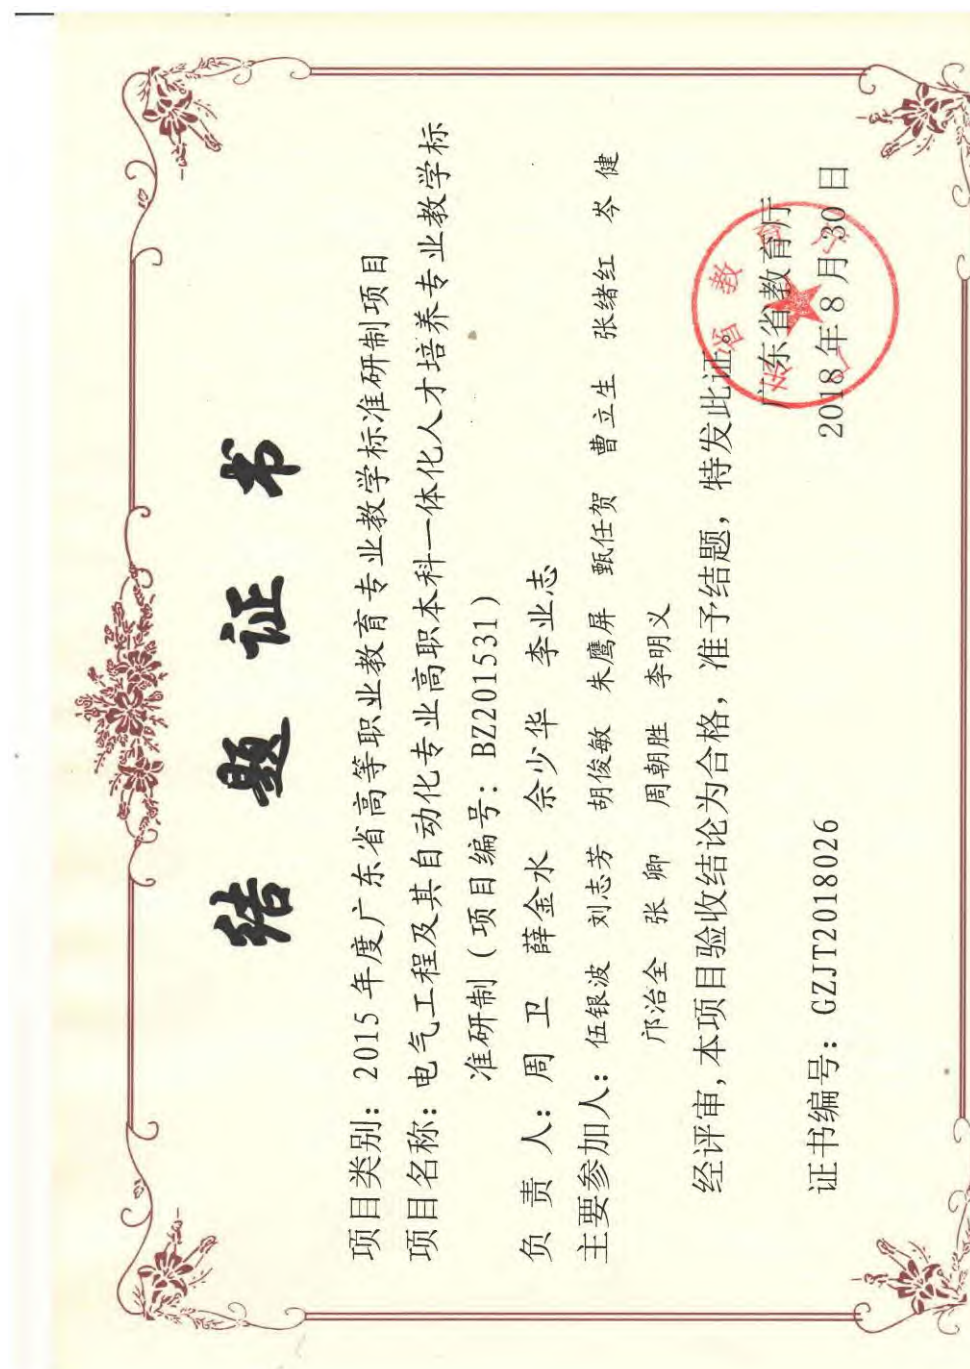 结题证书
项目类别：2015年度广东省高等职业教育专业教学标准研制项目
项目名称：电气工程及其自动化专业高职本科一体化人才培养专业教学标
准研制（项目编号：BZ201531）
负责人：周卫 薛金水 余少华 李业志
主要参加人：伍银波 刘志芳 胡俊敏 朱鹰屏 甄任贺 曹立生 张绪红 岑健
邝治全 张卿 周朝胜 李明义
经评审，本项目验收结论为合格，准予结题，特发此证。
广东省教育厅
证书编号：GZJT2018026
2018年8月30日
广东省教育厅